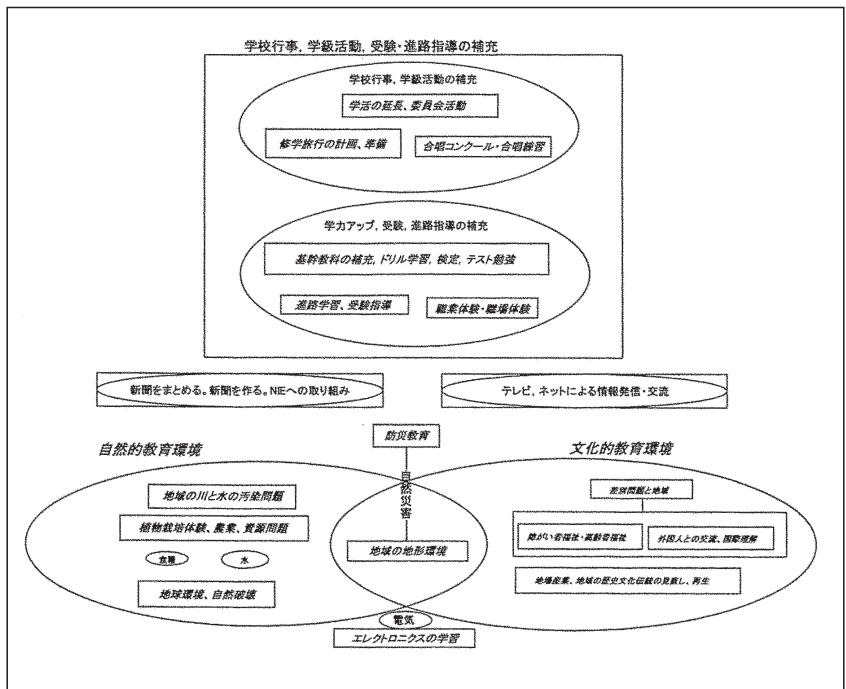 学校行事, 学級活動, 受験・進路指導の補充
学校行事, 学級活動の補充
学活の延長、委員会活動
修学旅行の計画、準備
合唱コンクール・合唱練習
学力アップ, 受験, 進路指導の補充
基幹教科の補充, ドリル学習, 検定, テスト勉強
進路学習、受験指導
職業体験・職場体験
新聞をまとめる。新聞を作る。NIEへの取り組み
テレビ, ネットによる情報発信・交流
防災教育
自然的教育環境
文化的教育環境
自然災害
地域の川と水の汚染問題
差別問題と地域
植物栽培体験、農業、資源問題
障がい者福祉・高齢者福祉
外国人との交流、国際理解
地域の地形環境
食糧
水
地場産業、地域の歴史文化伝統の見直し、再生
地球環境、自然破壊
電気
エレクトロニクスの学習